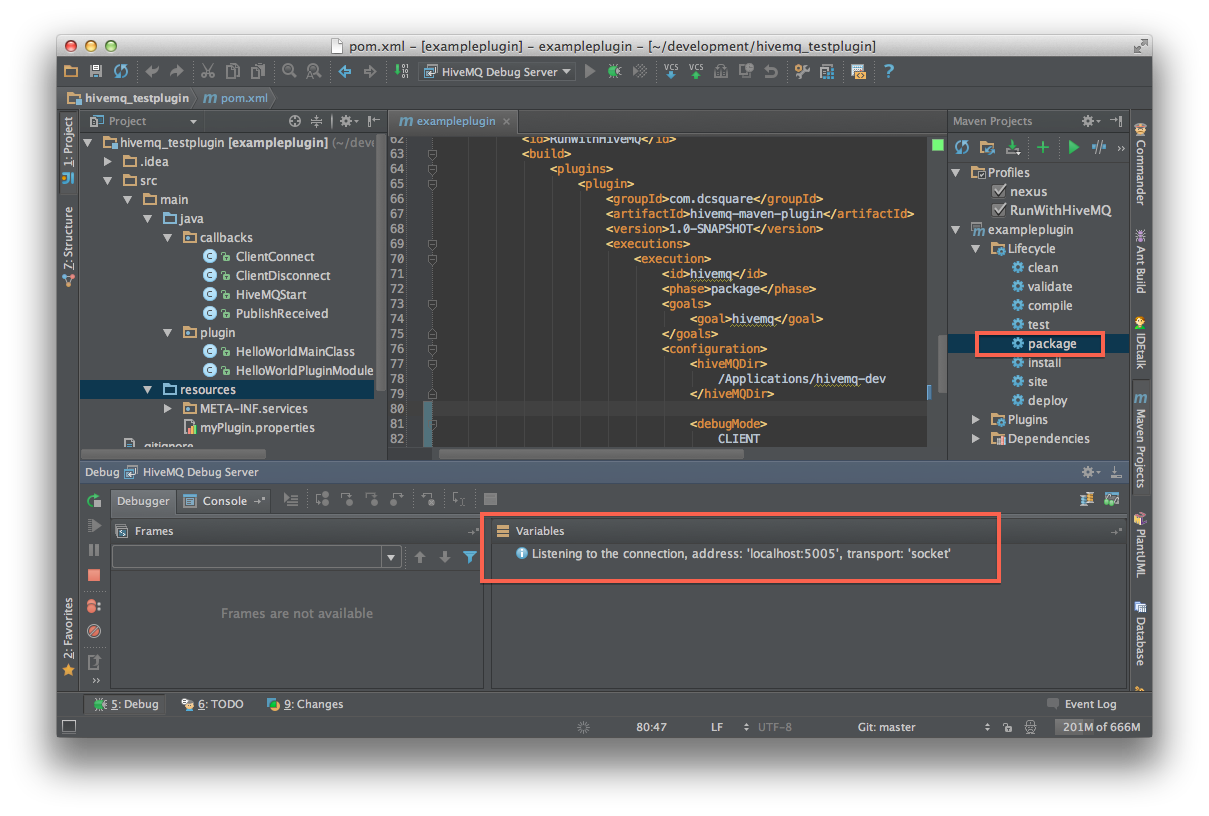 pom.xml - [exampleplugin] - exampleplugin - [~/development/hivemq_testplugin]
HiveMQ Debug Server
VCS VCS
hivemq_testplugin m pom.xml
1: Project
7: Structure
2: Favorites
Project
hivemq_testplugin [exampleplugin] (~/deve
.idea
src
main
java
callbacks
ClientConnect
ClientDisconnect
HiveMQStart
PublishReceived
plugin
HelloWorldMainClass
HelloWorldPluginModule
resources
META-INF.services
myPlugin.properties
.gitignore
m exampleplugin
62 <id>RunWithHiveMQ</id>
63 <build>
64 <plugins>
65 <plugin>
66 <groupId>com.dcsquare</groupId>
67 <artifactId>hivemq-maven-plugin</artifactId>
68 <version>1.0-SNAPSHOT</version>
69 <executions>
70 <execution>
71 <id>hivemq</id>
72 <phase>package</phase>
73 <goals>
74 <goal>hivemq</goal>
75 </goals>
76 <configuration>
77 <hiveMQDir>
78 /Applications/hivemq-dev
79 </hiveMQDir>
80
81 <debugMode>
82 CLIENT
Maven Projects
Profiles
nexus
RunWithHiveMQ
exampleplugin
Lifecycle
clean
validate
compile
test
package
install
site
deploy
Plugins
Dependencies
Commander
Ant Build
IDEtalk
Maven Projects
PlantUML
Database
Debug HiveMQ Debug Server
Debugger Console
Frames
Frames are not available
Variables
Listening to the connection, address: 'localhost:5005', transport: 'socket'
5: Debug 6: TODO 9: Changes
Event Log
80:47 LF UTF-8 Git: master 201M of 666M